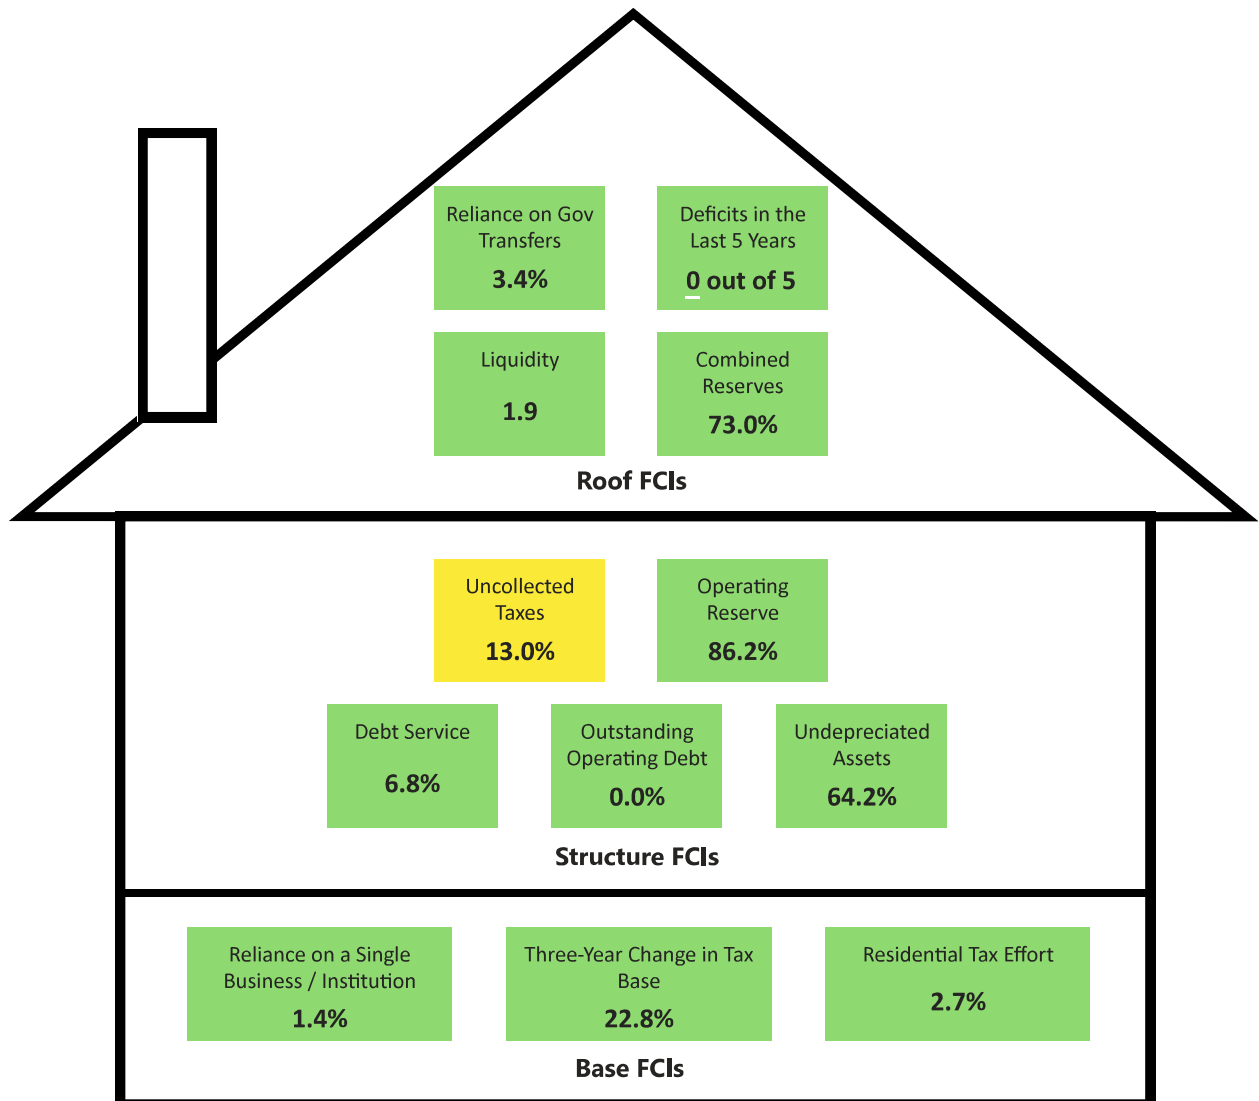 Reliance on Gov
Transfers
3.4%
Deficits in the
Last 5 Years
0 out of 5
Liquidity
1.9
Combined
Reserves
73.0%
Roof FCIs
Uncollected
Taxes
13.0%
Operating
Reserve
86.2%
Debt Service
6.8%
Outstanding
Operating Debt
0.0%
Undepreciated
Assets
64.2%
Structure FCIs
Reliance on a Single
Business / Institution
1.4%
Three-Year Change in Tax
Base
22.8%
Residential Tax Effort
2.7%
Base FCIs